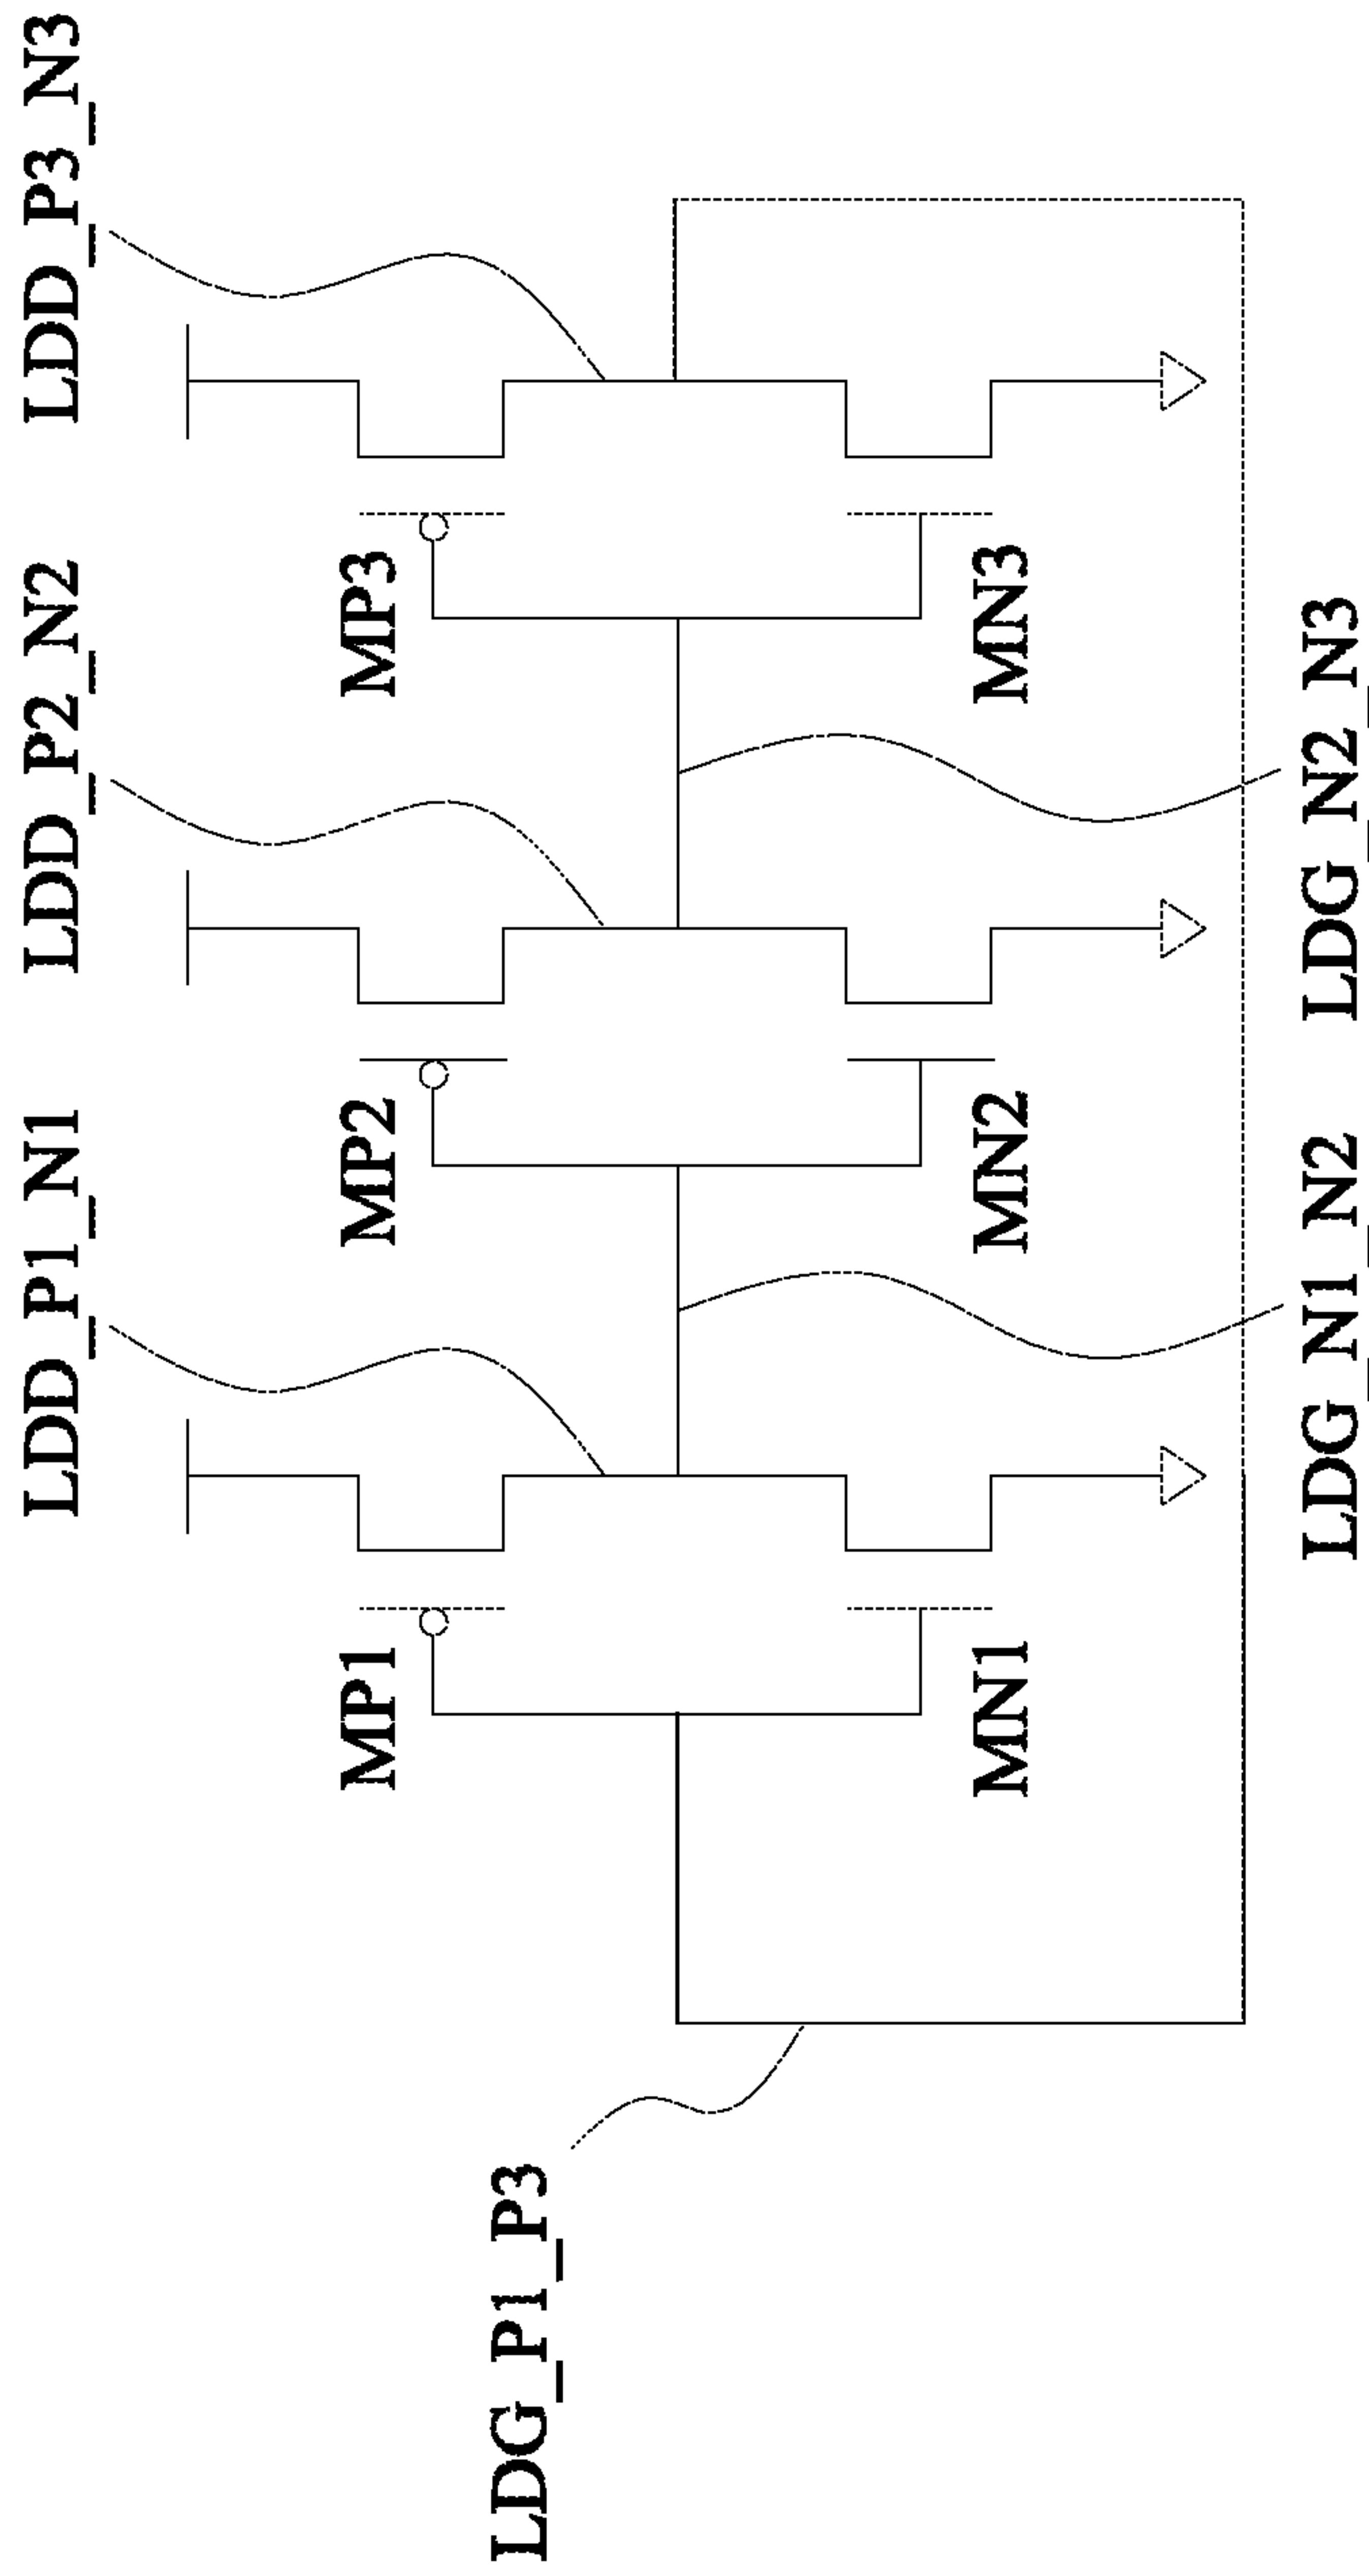 LDD_P1_N1
LDD_P2_N2
LDD_P3_N3
MP1
MP2
MP3
LDG_P1_P3
MN1
MN2
MN3
LDG_N1_N2
LDG_N2_N3